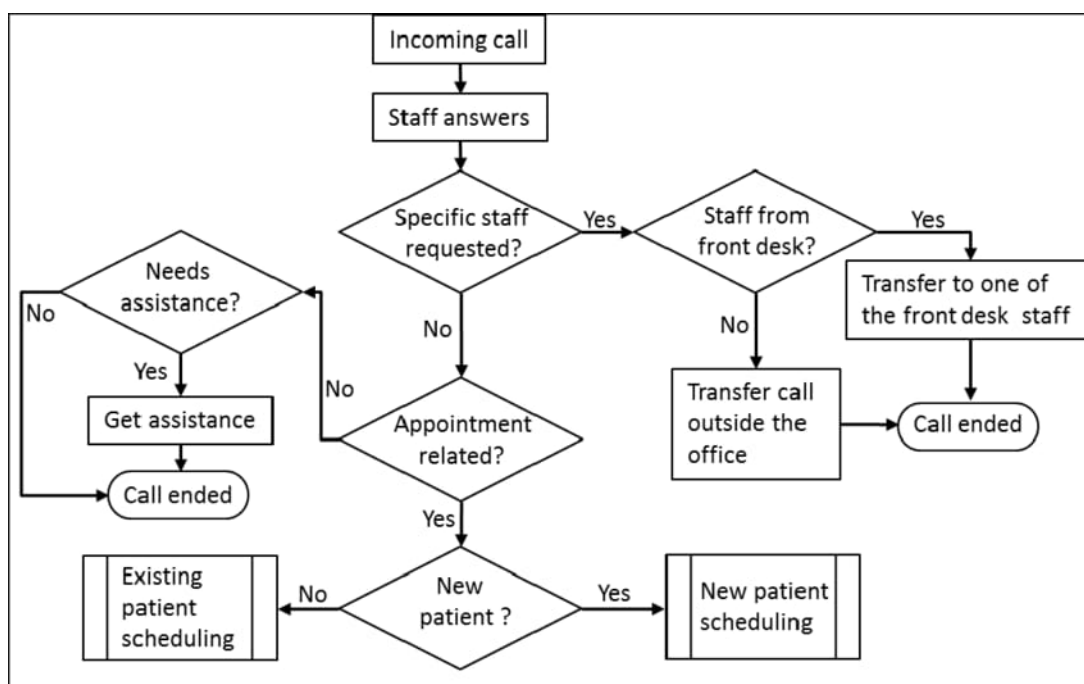 Incoming call
Staff answers
Specific staff
requested?
Yes
Staff from
front desk?
Yes
Needs
assistance?
No
Transfer to one of
the front desk staff
No
No
Yes
No
Get assistance
Appointment
related?
Transfer call
outside the
office
Call ended
Call ended
Yes
Existing
patient
scheduling
No
New
patient ?
Yes
New patient
scheduling